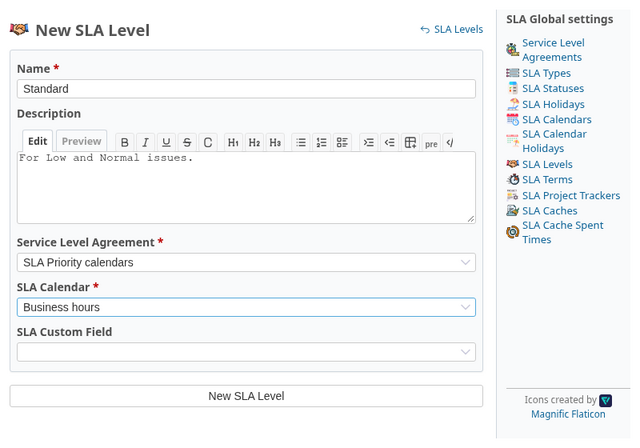 New SLA Level
SLA Levels
Name *
Standard
Description
Edit Preview B I U S C H1 H2 H3 pre
For Low and Normal issues.
Service Level Agreement *
SLA Priority calendars
SLA Calendar *
Business hours
SLA Custom Field
New SLA Level
SLA Global settings
Service Level
Agreements
SLA Types
SLA Statuses
SLA Holidays
SLA Calendars
SLA Calendar
Holidays
SLA Levels
SLA Terms
SLA Project Trackers
SLA Caches
SLA Cache Spent
Times
Icons created by
Magnific Flaticon